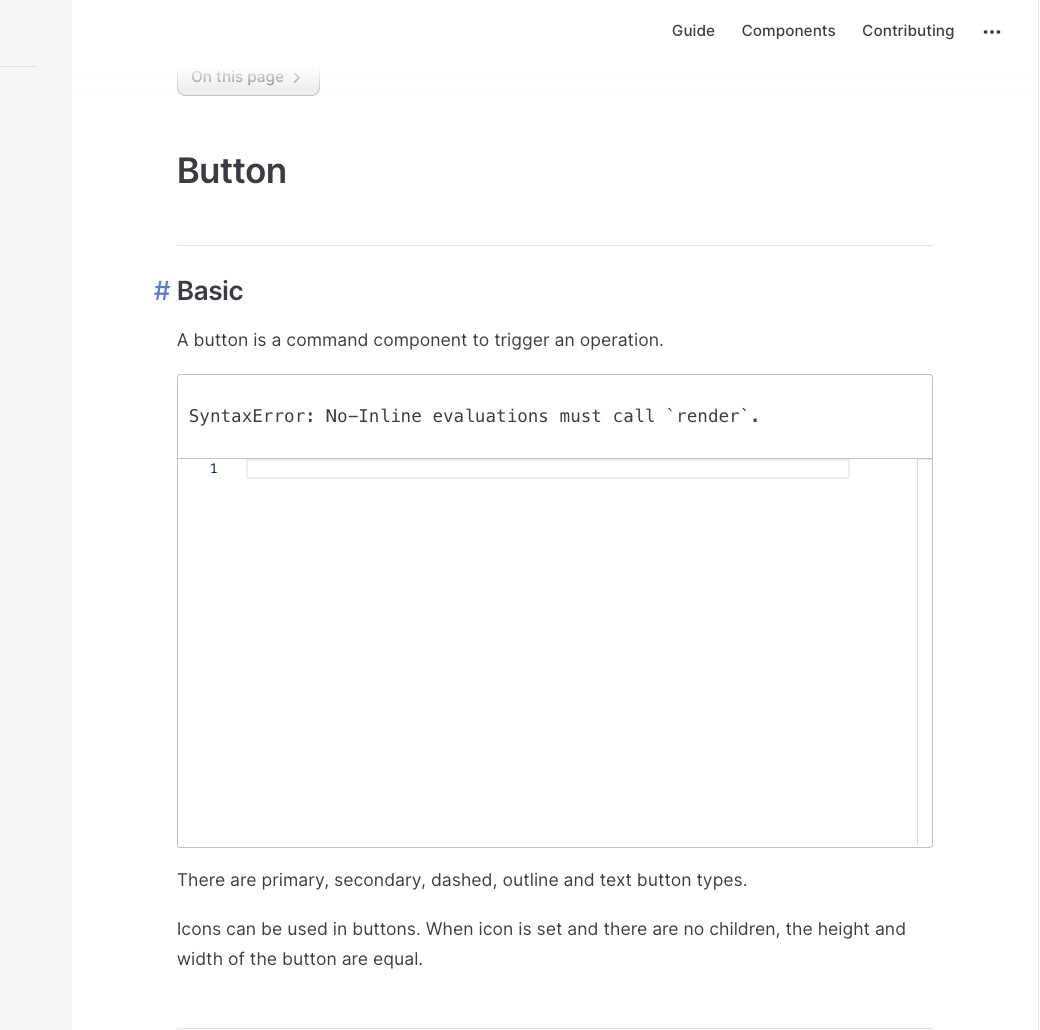 Guide Components Contributing
On this page
Button
# Basic
A button is a command component to trigger an operation.
SyntaxError: No-Inline evaluations must call `render`.
1
There are primary, secondary, dashed, outline and text button types.
Icons can be used in buttons. When icon is set and there are no children, the height and
width of the button are equal.